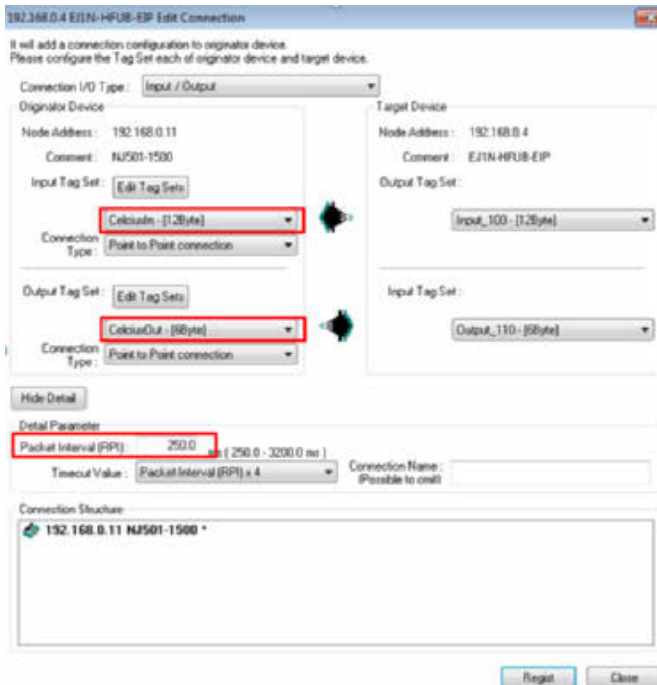 192.168.0.4 EJ1N-HFUB-EIP Edit Connection
It will add a connection configuration to originator device.
Please configure the Tag Set each of originator device and target device.
Connection I/O Type : Input / Output
Originator Device
Target Device
Node Address : 192.168.0.11
Node Address : 192.168.0.4
Comment : NJ501-1500
Comment : EJ1N-HFUB-EIP
Input Tag Set : Edit Tag Sets
Output Tag Set :
CelciusIn - [12Byte]
Input_100 - [12Byte]
Connection Type : Point to Point connection
Output Tag Set : Edit Tag Sets
Input Tag Set :
CelciusOut - [6Byte]
Output_110 - [6Byte]
Connection Type : Point to Point connection
Hide Detail
Detail Parameter
Packet Interval (RPI) : 250.0 ( 250.0 - 3200.0 ms )
Timeout Value : Packet Interval (RPI) x 4
Connection Name :
(Possible to omit)
Connection Structure
192.168.0.11 NJ501-1500 *
Regist
Close